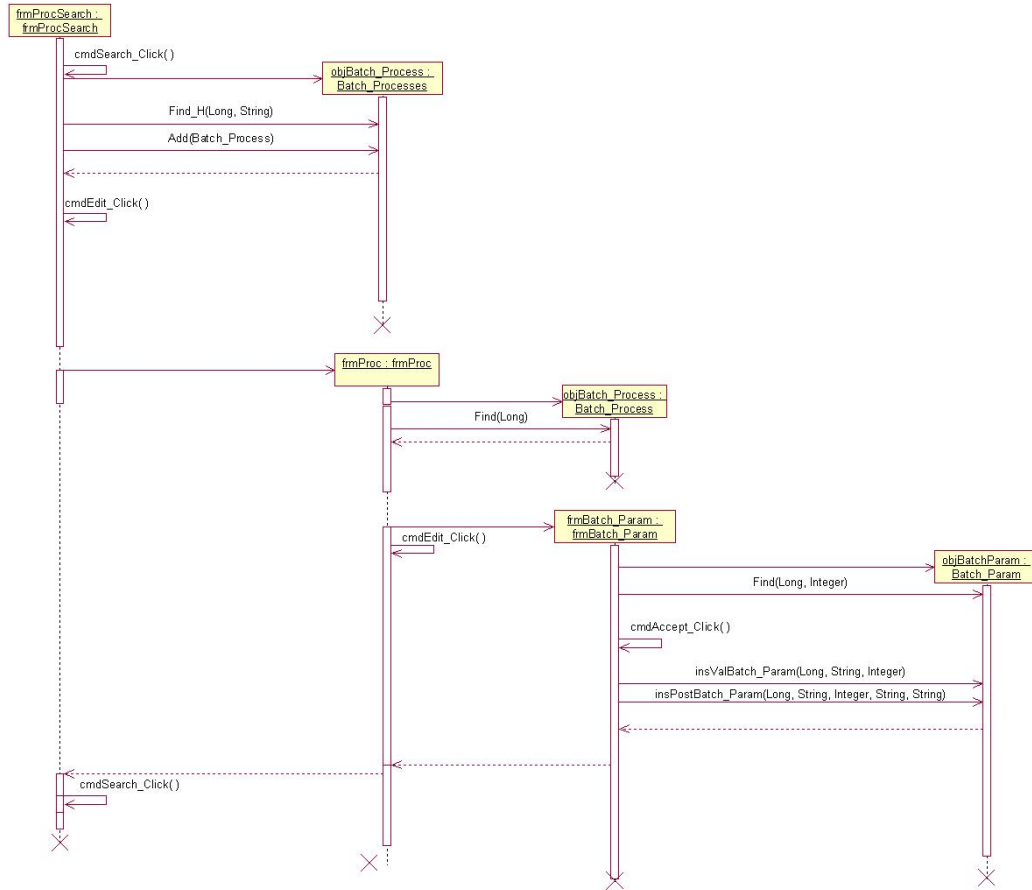 frmProcSearch :
frmProcSearch
cmdSearch_Click( )
objBatch_Process :
Batch_Processes
Find_H(Long, String)
Add(Batch_Process)
cmdEdit_Click( )
frmProc : frmProc
objBatch_Process :
Batch_Process
Find(Long)
frmBatch_Param :
frmBatch_Param
cmdEdit_Click( )
objBatchParam :
Batch_Param
Find(Long, Integer)
cmdAccept_Click( )
insValBatch_Param(Long, String, Integer)
insPostBatch_Param(Long, String, Integer, String, String)
cmdSearch_Click( )